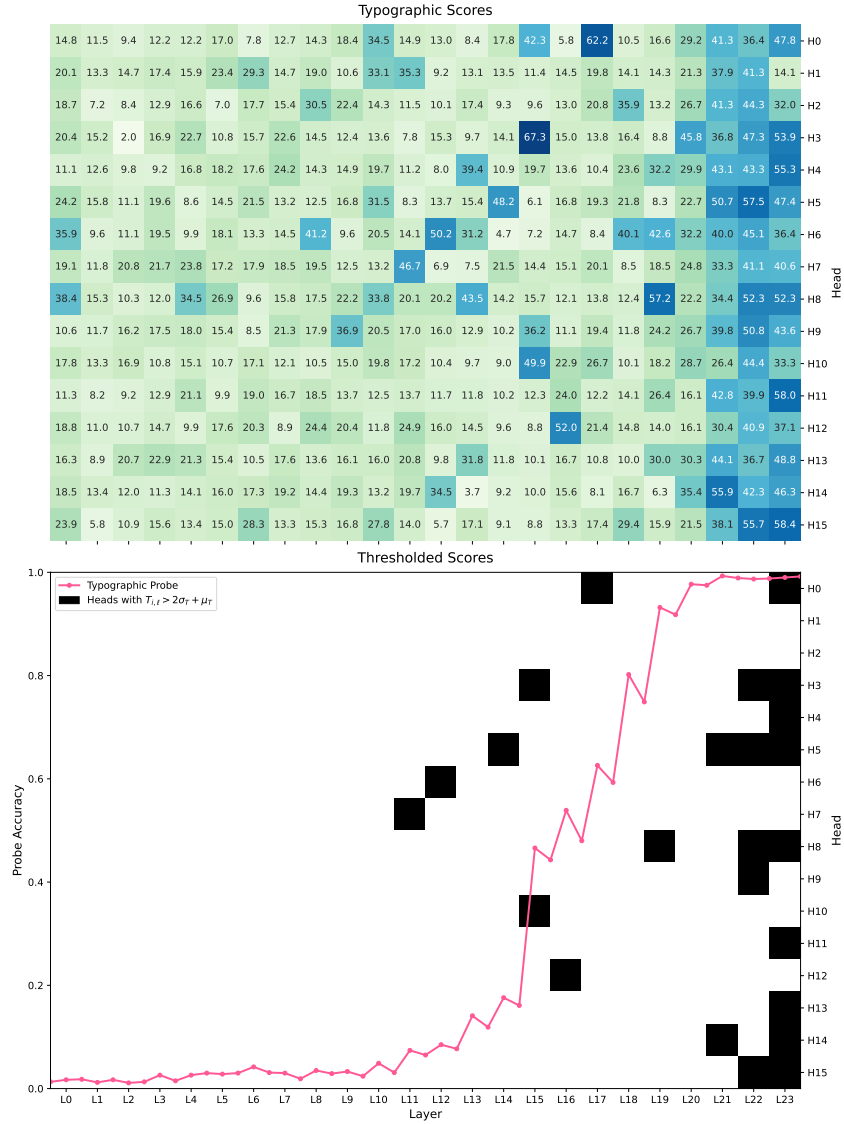 Typographic Scores
14.8 11.5 9.4 12.2 12.2 17.0 7.8 12.7 14.3 18.4 34.5 14.9 13.0 8.4 17.8 42.3 5.8 62.2 10.5 16.6 29.2 41.3 36.4 47.8 H0
20.1 13.3 14.7 17.4 15.9 23.4 29.3 14.7 19.0 10.6 33.1 35.3 9.2 13.1 13.5 11.4 14.5 19.8 14.1 14.3 21.3 37.9 41.3 14.1 H1
18.7 7.2 8.4 12.9 16.6 7.0 17.7 15.4 30.5 22.4 14.3 11.5 10.1 17.4 9.3 9.6 13.0 20.8 35.9 13.2 26.7 41.3 44.3 32.0 H2
20.4 15.2 2.0 16.9 22.7 10.8 15.7 22.6 14.5 12.4 13.6 7.8 15.3 9.7 14.1 67.3 15.0 13.8 16.4 8.8 45.8 36.8 47.3 53.9 H3
11.1 12.6 9.8 9.2 16.8 18.2 17.6 24.2 14.3 14.9 19.7 11.2 8.0 39.4 10.9 19.7 13.6 10.4 23.6 32.2 29.9 43.1 43.3 55.3 H4
24.2 15.8 11.1 19.6 8.6 14.5 21.5 13.2 12.5 16.8 31.5 8.3 13.7 15.4 48.2 6.1 16.8 19.3 21.8 8.3 22.7 50.7 57.5 47.4 H5
35.9 9.6 11.1 19.5 9.9 18.1 13.3 14.5 41.2 9.6 20.5 14.1 50.2 31.2 4.7 7.2 14.7 8.4 40.1 42.6 32.2 40.0 45.1 36.4 H6
19.1 11.8 20.8 21.7 23.8 17.2 17.9 18.5 19.5 12.5 13.2 46.7 6.9 7.5 21.5 14.4 15.1 20.1 8.5 18.5 24.8 33.3 41.1 40.6 H7
Head
38.4 15.3 10.3 12.0 34.5 26.9 9.6 15.8 17.5 22.2 33.8 20.1 20.2 43.5 14.2 15.7 12.1 13.8 12.4 57.2 22.2 34.4 52.3 52.3 H8
10.6 11.7 16.2 17.5 18.0 15.4 8.5 21.3 17.9 36.9 20.5 17.0 16.0 12.9 10.2 36.2 11.1 19.4 11.8 24.2 26.7 39.8 50.8 43.6 H9
17.8 13.3 16.9 10.8 15.1 10.7 17.1 12.1 10.5 15.0 19.8 17.2 10.4 9.7 9.0 49.9 22.9 26.7 10.1 18.2 28.7 26.4 44.4 33.3 H10
11.3 8.2 9.2 12.9 21.1 9.9 19.0 16.7 18.5 13.7 12.5 13.7 11.7 11.8 10.2 12.3 24.0 12.2 14.1 26.4 16.1 42.8 39.9 58.0 H11
18.8 11.0 10.7 14.7 9.9 17.6 20.3 8.9 24.4 20.4 11.8 24.9 16.0 14.5 9.6 8.8 52.0 21.4 14.8 14.0 16.1 30.4 40.9 37.1 H12
16.3 8.9 20.7 22.9 21.3 15.4 10.5 17.6 13.6 16.1 16.0 20.8 9.8 31.8 11.8 10.1 16.7 10.8 10.0 30.0 30.3 44.1 36.7 48.8 H13
18.5 13.4 12.0 11.3 14.1 16.0 17.3 19.2 14.4 19.3 13.2 19.7 34.5 3.7 9.2 10.0 15.6 8.1 16.7 6.3 35.4 55.9 42.3 46.3 H14
23.9 5.8 10.9 15.6 13.4 15.0 28.3 13.3 15.3 16.8 27.8 14.0 5.7 17.1 9.1 8.8 13.3 17.4 29.4 15.9 21.5 38.1 55.7 58.4 H15
Thresholded Scores
Typographic Probe
Heads with T_{i,ℓ} > 2σ_T + μ_T
1.0
0.8
0.6
0.4
0.2
0.0
Probe Accuracy
H0
H1
H2
H3
H4
H5
H6
H7
H8
H9
H10
H11
H12
H13
H14
H15
Head
L0 L1 L2 L3 L4 L5 L6 L7 L8 L9 L10 L11 L12 L13 L14 L15 L16 L17 L18 L19 L20 L21 L22 L23
Layer